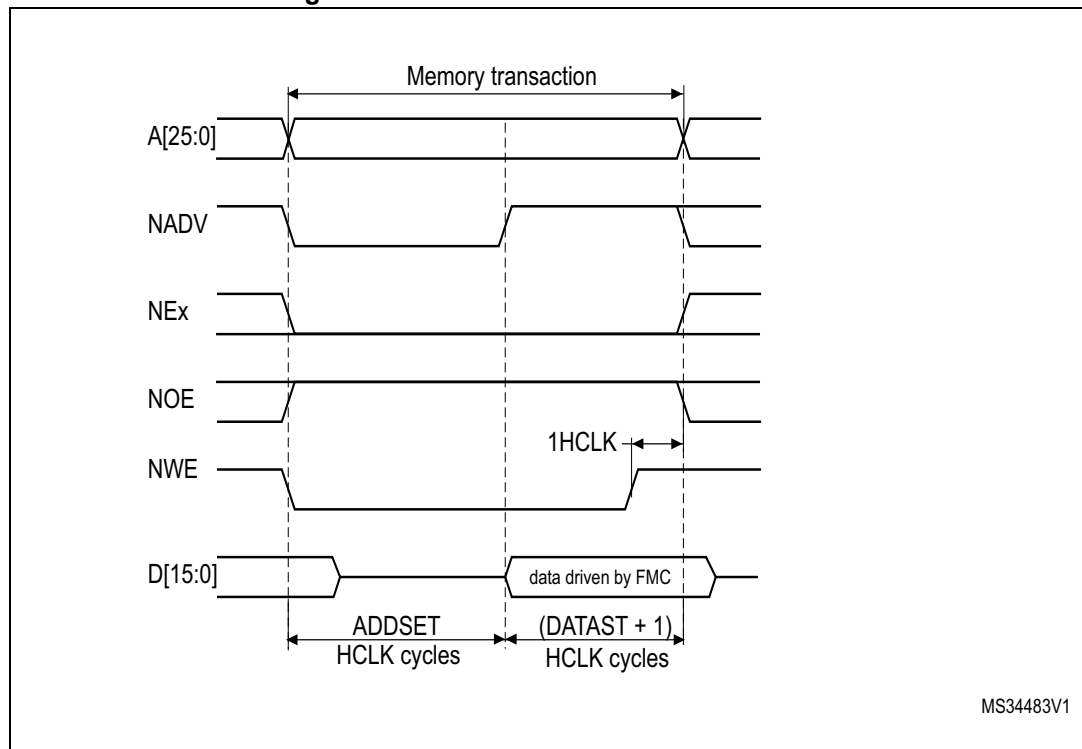 Memory transaction
A[25:0]
NADV
NEx
NOE
1HCLK
NWE
D[15:0]
data driven by FMC
ADDSET
HCLK cycles
(DATAST + 1)
HCLK cycles
MS34483V1